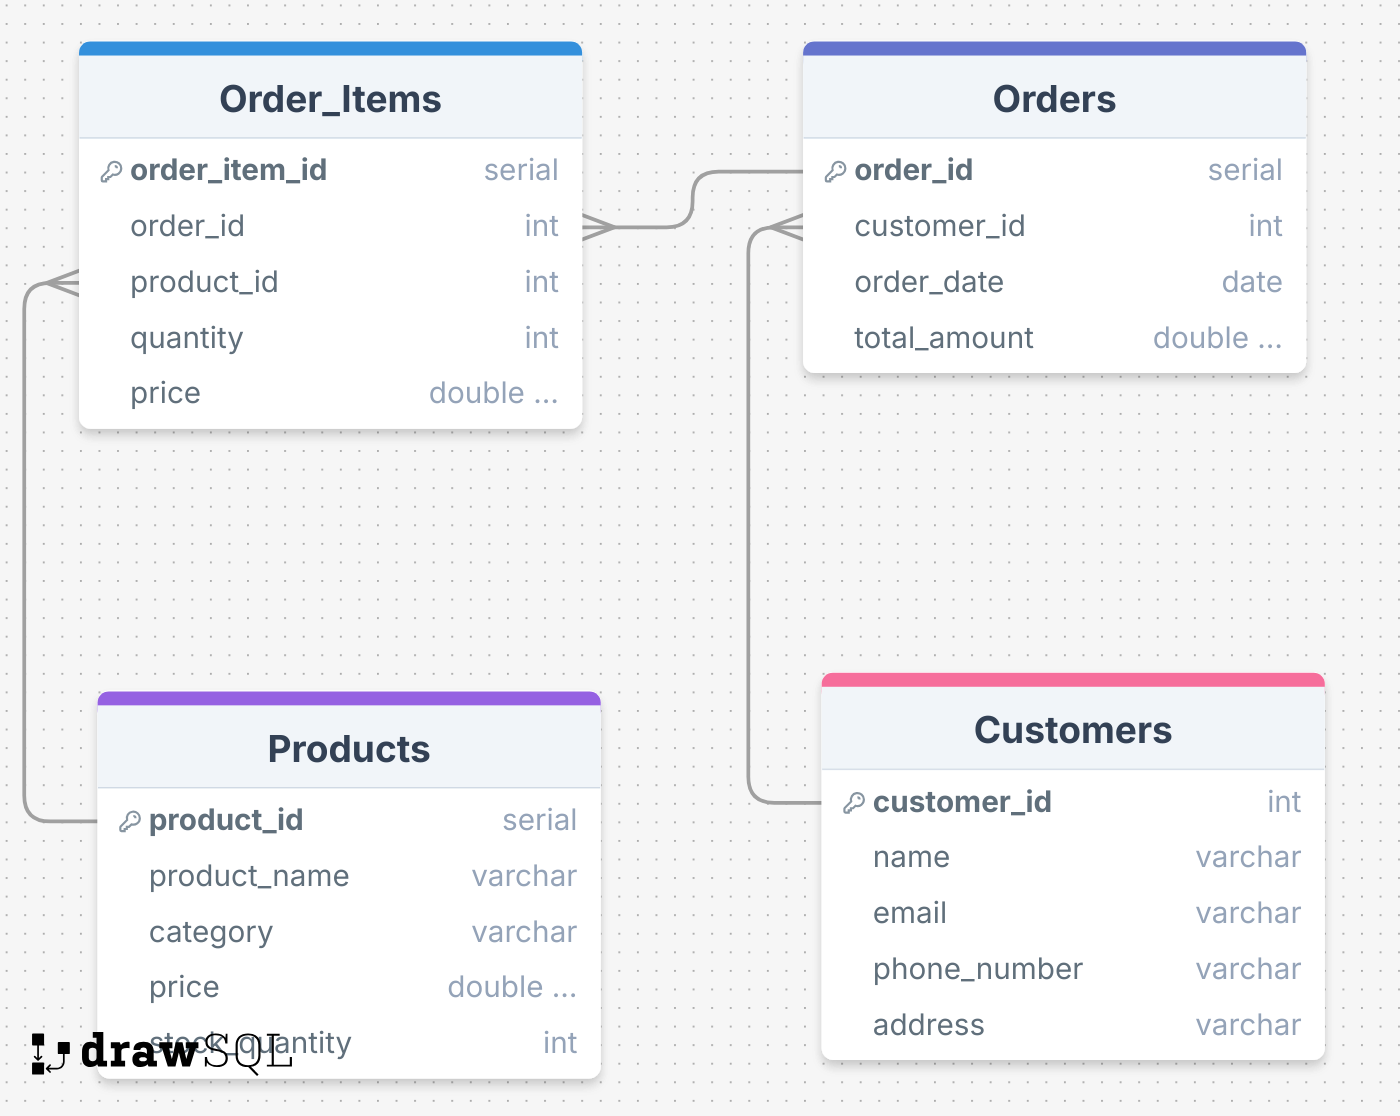 Order_Items
order_item_id serial
order_id int
product_id int
quantity int
price double ...
Orders
order_id serial
customer_id int
order_date date
total_amount double ...
Products
product_id serial
product_name varchar
category varchar
price double ...
stock_quantity int
drawSQL
Customers
customer_id int
name varchar
email varchar
phone_number varchar
address varchar